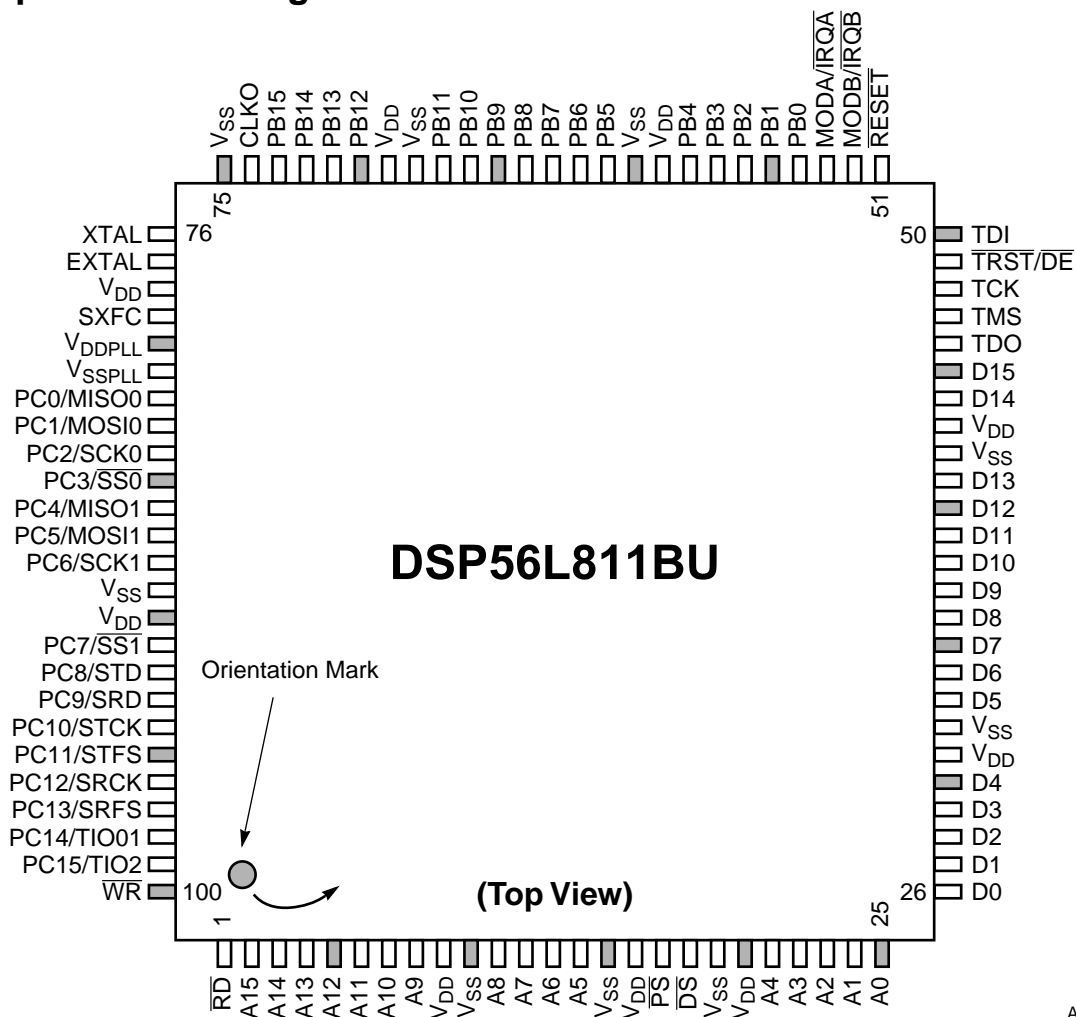 VSS
CLKO
PB15
PB14
PB13
PB12
VDD
VSS
PB11
PB10
PB9
PB8
PB7
PB6
PB5
VSS
VDD
PB4
PB3
PB2
PB1
PB0
MODA/IRQA
MODB/IRQB
RESET
75
51
XTAL
76
EXTAL
VDD
SXFC
VDDPLL
VSSPLL
PC0/MISO0
PC1/MOSI0
PC2/SCK0
PC3/SS0
PC4/MISO1
PC5/MOSI1
PC6/SCK1
VSS
VDD
PC7/SS1
PC8/STD
PC9/SRD
PC10/STCK
PC11/STFS
PC12/SRCK
PC13/SRFS
PC14/TIO01
PC15/TIO2
WR
100
DSP56L811BU
Orientation Mark
(Top View)
50
TDI
TRST/DE
TCK
TMS
TDO
D15
D14
VDD
VSS
D13
D12
D11
D10
D9
D8
D7
D6
D5
VSS
VDD
D4
D3
D2
D1
26
D0
1
25
RD
A15
A14
A13
A12
A11
A10
A9
VDD
VSS
A8
A7
A6
A5
VSS
VDD
PS
DS
VSS
VDD
A4
A3
A2
A1
A0